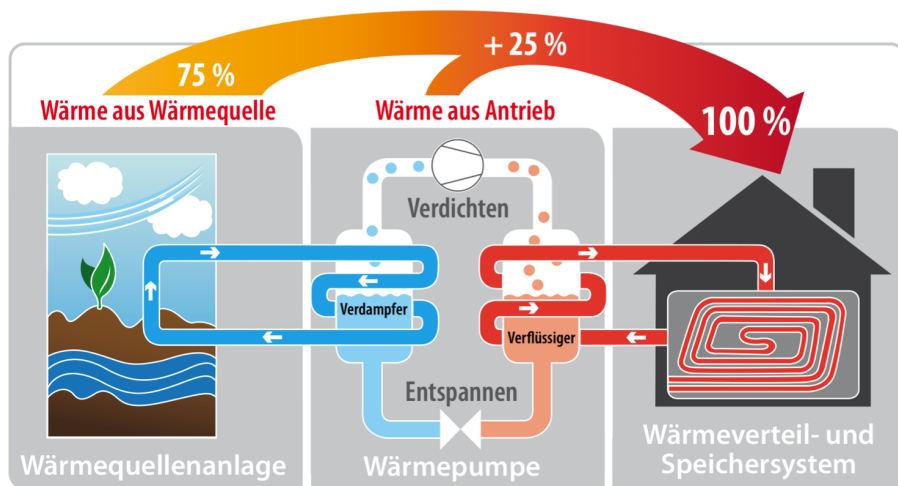 75 %
+ 25 %
100 %
Wärme aus Wärmequelle
Wärme aus Antrieb
Verdichten
Verdampfer
Verflüssiger
Entspannen
Wärmequellenanlage
Wärmepumpe
Wärmeverteil- und
Speichersystem